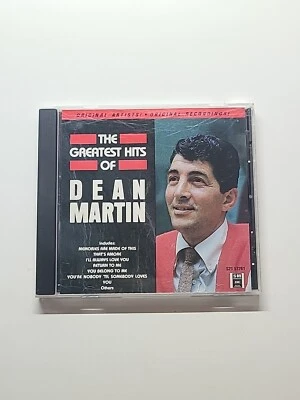 ORIGINAL ARTISTS! • ORIGINAL RECORDINGS!
THE
GREATEST HITS
OF
DEAN
MARTIN
Includes:
MEMORIES ARE MADE OF THIS
THAT'S AMORE
I'LL ALWAYS LOVE YOU
RETURN TO ME
YOU BELONG TO ME
YOU'RE NOBODY 'TIL SOMEBODY LOVES
YOU
Others